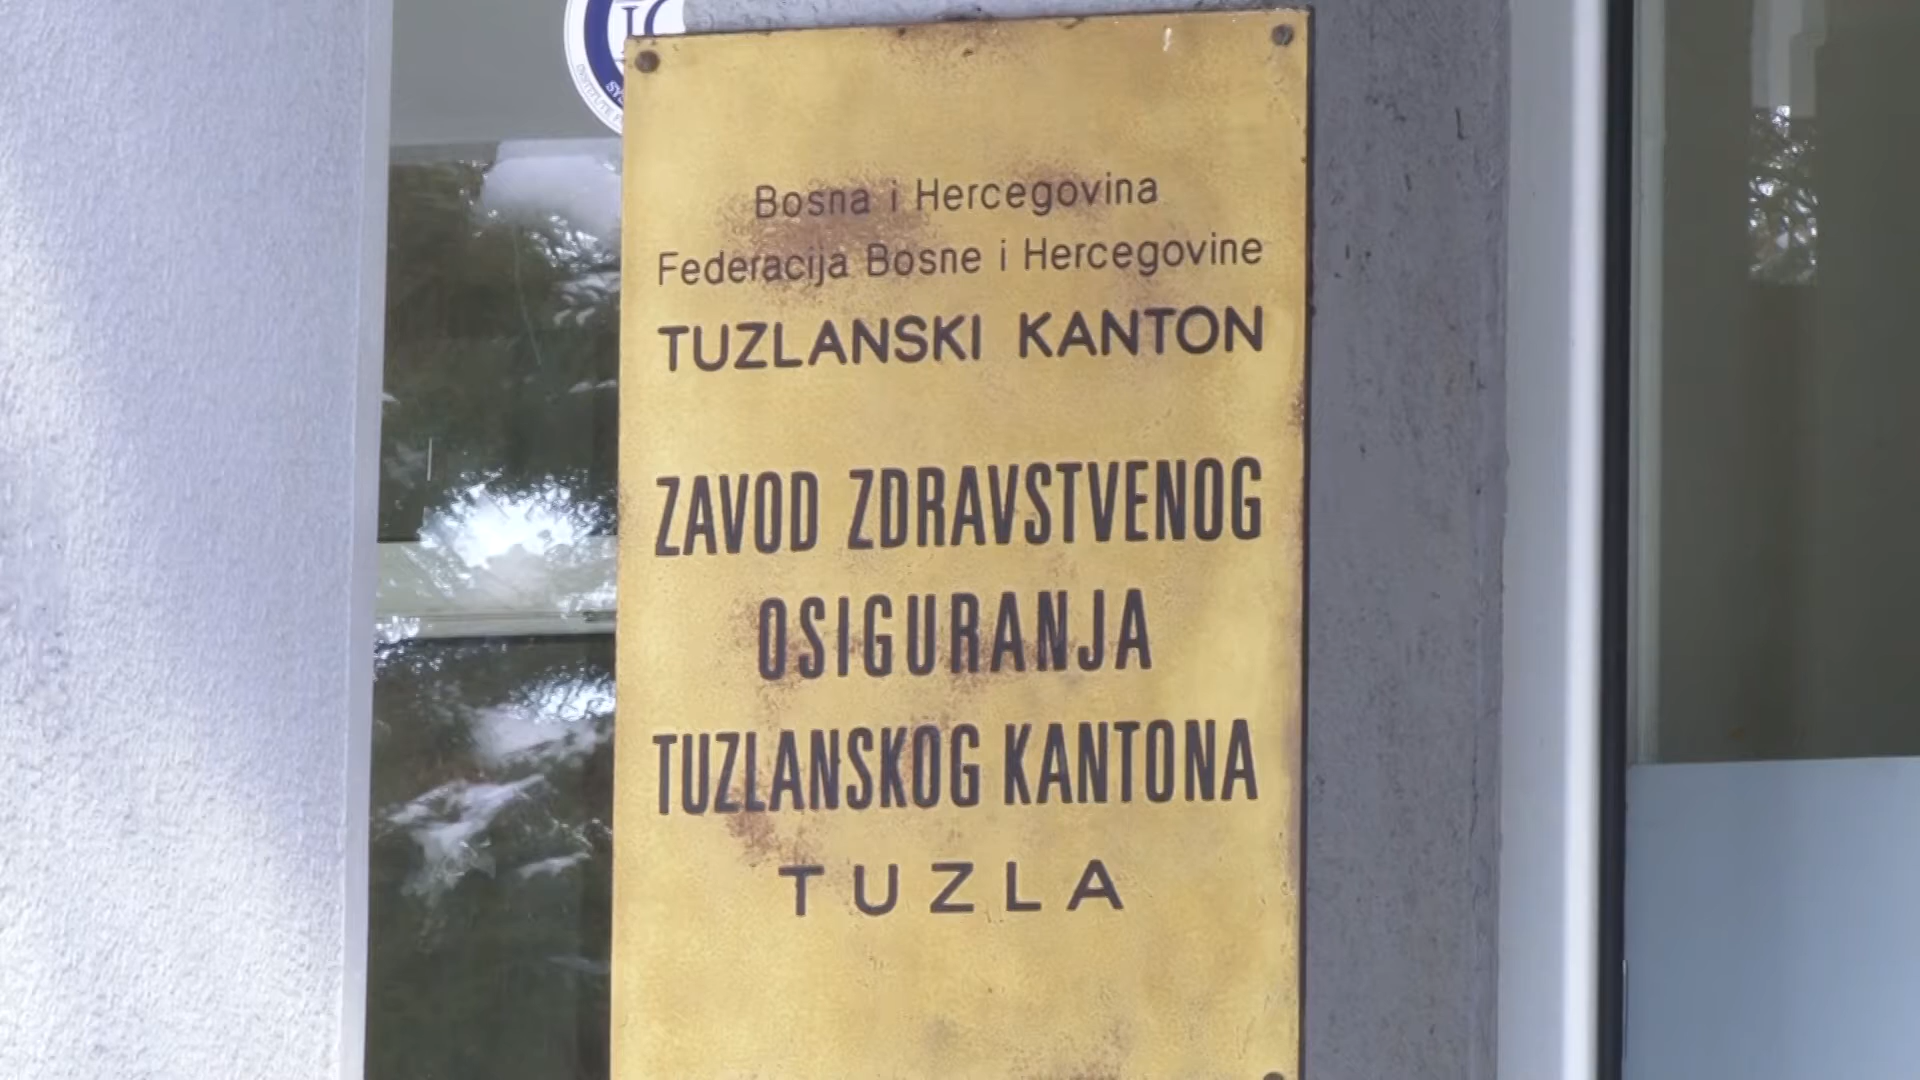 Bosna i Hercegovina
Federacija Bosne i Hercegovine
TUZLANSKI KANTON
ZAVOD ZDRAVSTVENOG
OSIGURANJA
TUZLANSKOG KANTONA
TUZLA